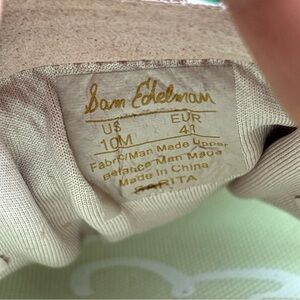 Sam Edelman
US EUR
10M 41
Fabric/Man Made Upper
Balance Man Made
Made in China